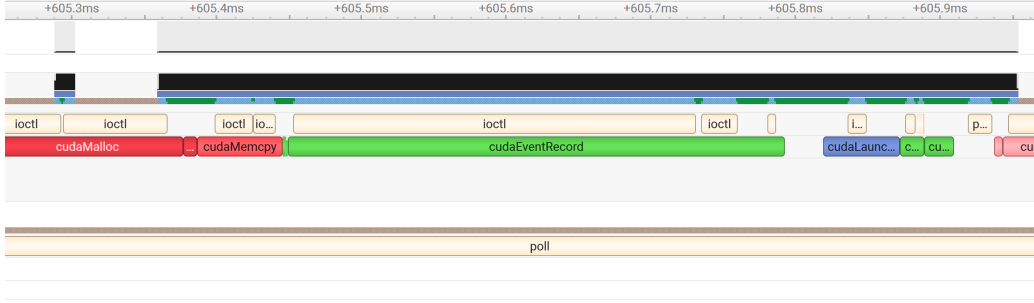 +605.3ms +605.4ms +605.5ms +605.6ms +605.7ms +605.8ms +605.9ms
ioctl ioctl ioctl io... ioctl ioctl i... p...
cudaMalloc ... cudaMemcpy cudaEventRecord cudaLaunc... c... cu... cu
poll